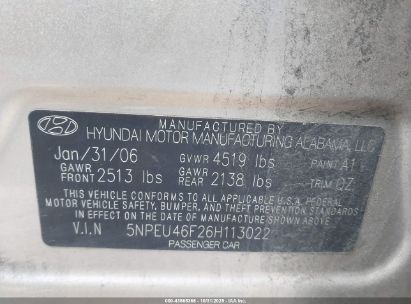 MANUFACTURED BY
HYUNDAI MOTOR MANUFACTURING ALABAMA, LLC
Jan/31/06 GVWR 4519 lbs PAINT A1
GAWR FRONT 2513 lbs GAWR REAR 2138 lbs TRIM QZ
THIS VEHICLE CONFORMS TO ALL APPLICABLE U.S.A FEDERAL
MOTOR VEHICLE SAFETY, BUMPER, AND THEFT PREVENTION STANDARDS
IN EFFECT ON THE DATE OF MANUFACTURE SHOWN ABOVE.
V.I.N 5NPEU46F26H113022
PASSENGER CAR